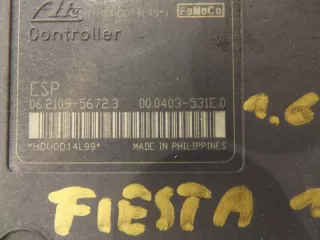 Ate
*HDU0D14L99*
FoMoCo
Controller
ESP
06.2109-5672.3 00.0403-531E.0
*HDU0D14L99*
MADE IN PHILIPPINES
1.6
FIESTA